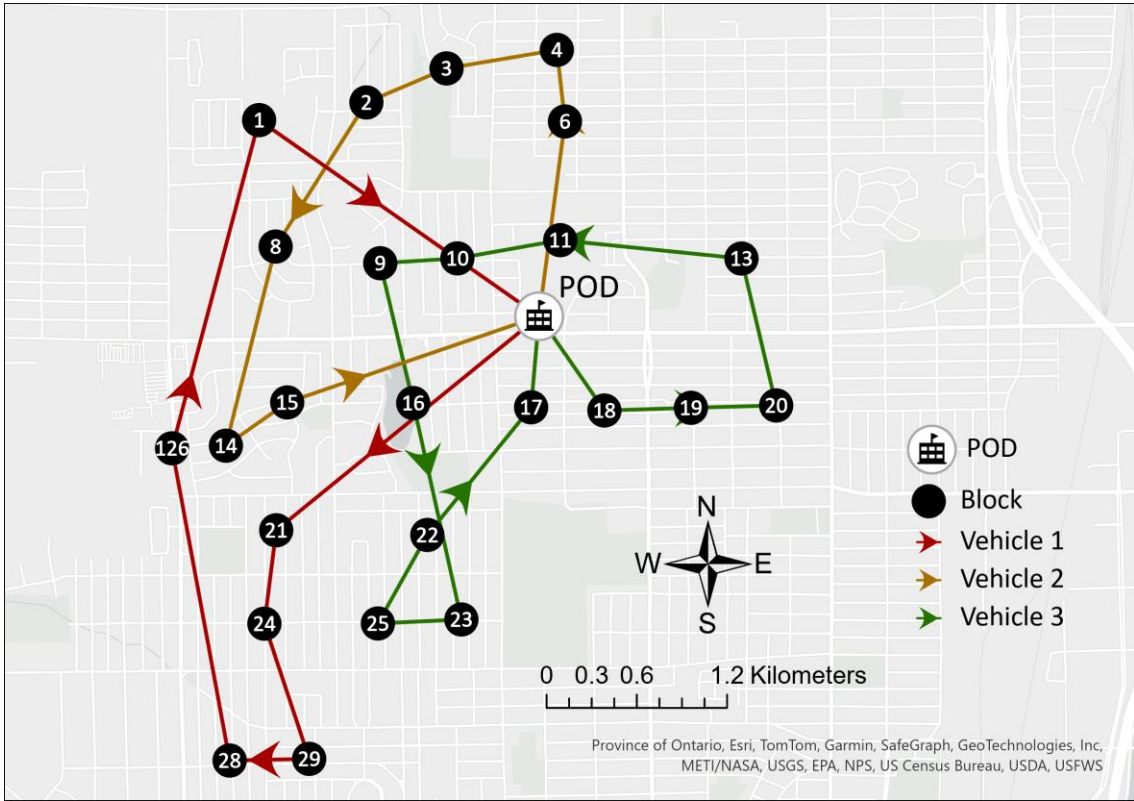 4
3
2
1
6
11
8
10
13
9
POD
15
16
17
18
19
20
14
126
POD
Block
21
22
N
Vehicle 1
W E
Vehicle 2
24
25
23
S
Vehicle 3
0 0.3 0.6 1.2 Kilometers
28
29
Province of Ontario, Esri, TomTom, Garmin, SafeGraph, GeoTechnologies, Inc,
METI/NASA, USGS, EPA, NPS, US Census Bureau, USDA, USFWS